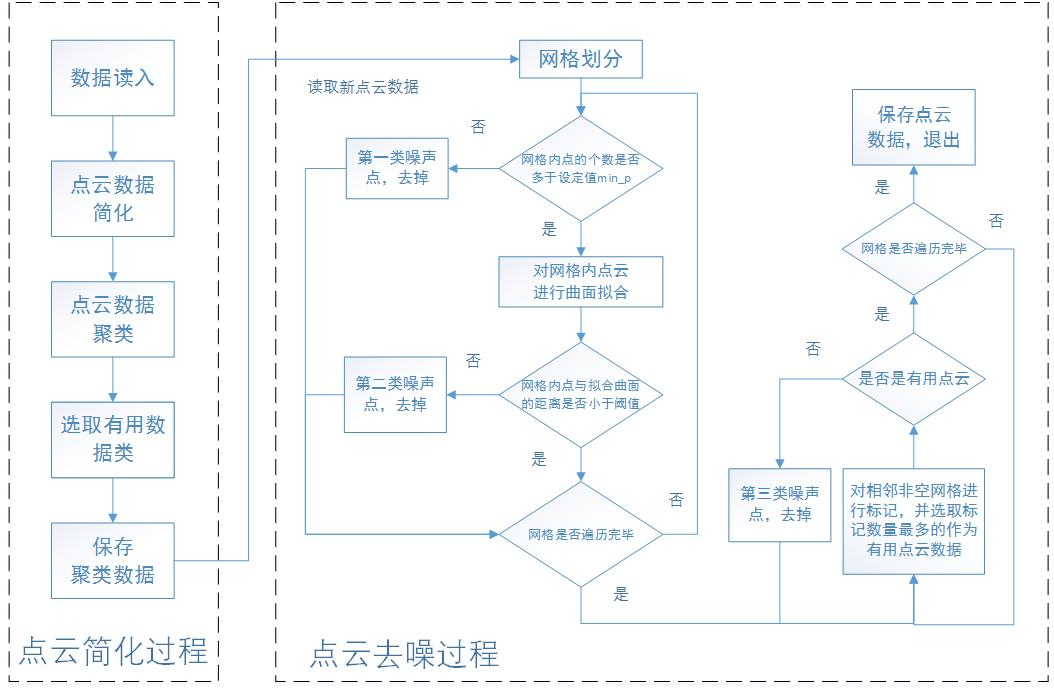 数据读入
点云数据
简化
点云数据
聚类
选取有用数
据类
保存
聚类数据
点云简化过程
网格划分
读取新点云数据
否
网格内点的个数是否
多于设定值min_p
第一类噪声
点，去掉
是
对网格内点云
进行曲面拟合
否
网格内点与拟合曲面
的距离是否小于阈值
第二类噪声
点，去掉
是
否
网格是否遍历完毕
是
点云去噪过程
保存点云
数据，退出
是
否
网格是否遍历完毕
是
否
是否是有用点云
第三类噪声
点，去掉
对相邻非空网格进
行标记，并选取标
记数量最多的作为
有用点云数据